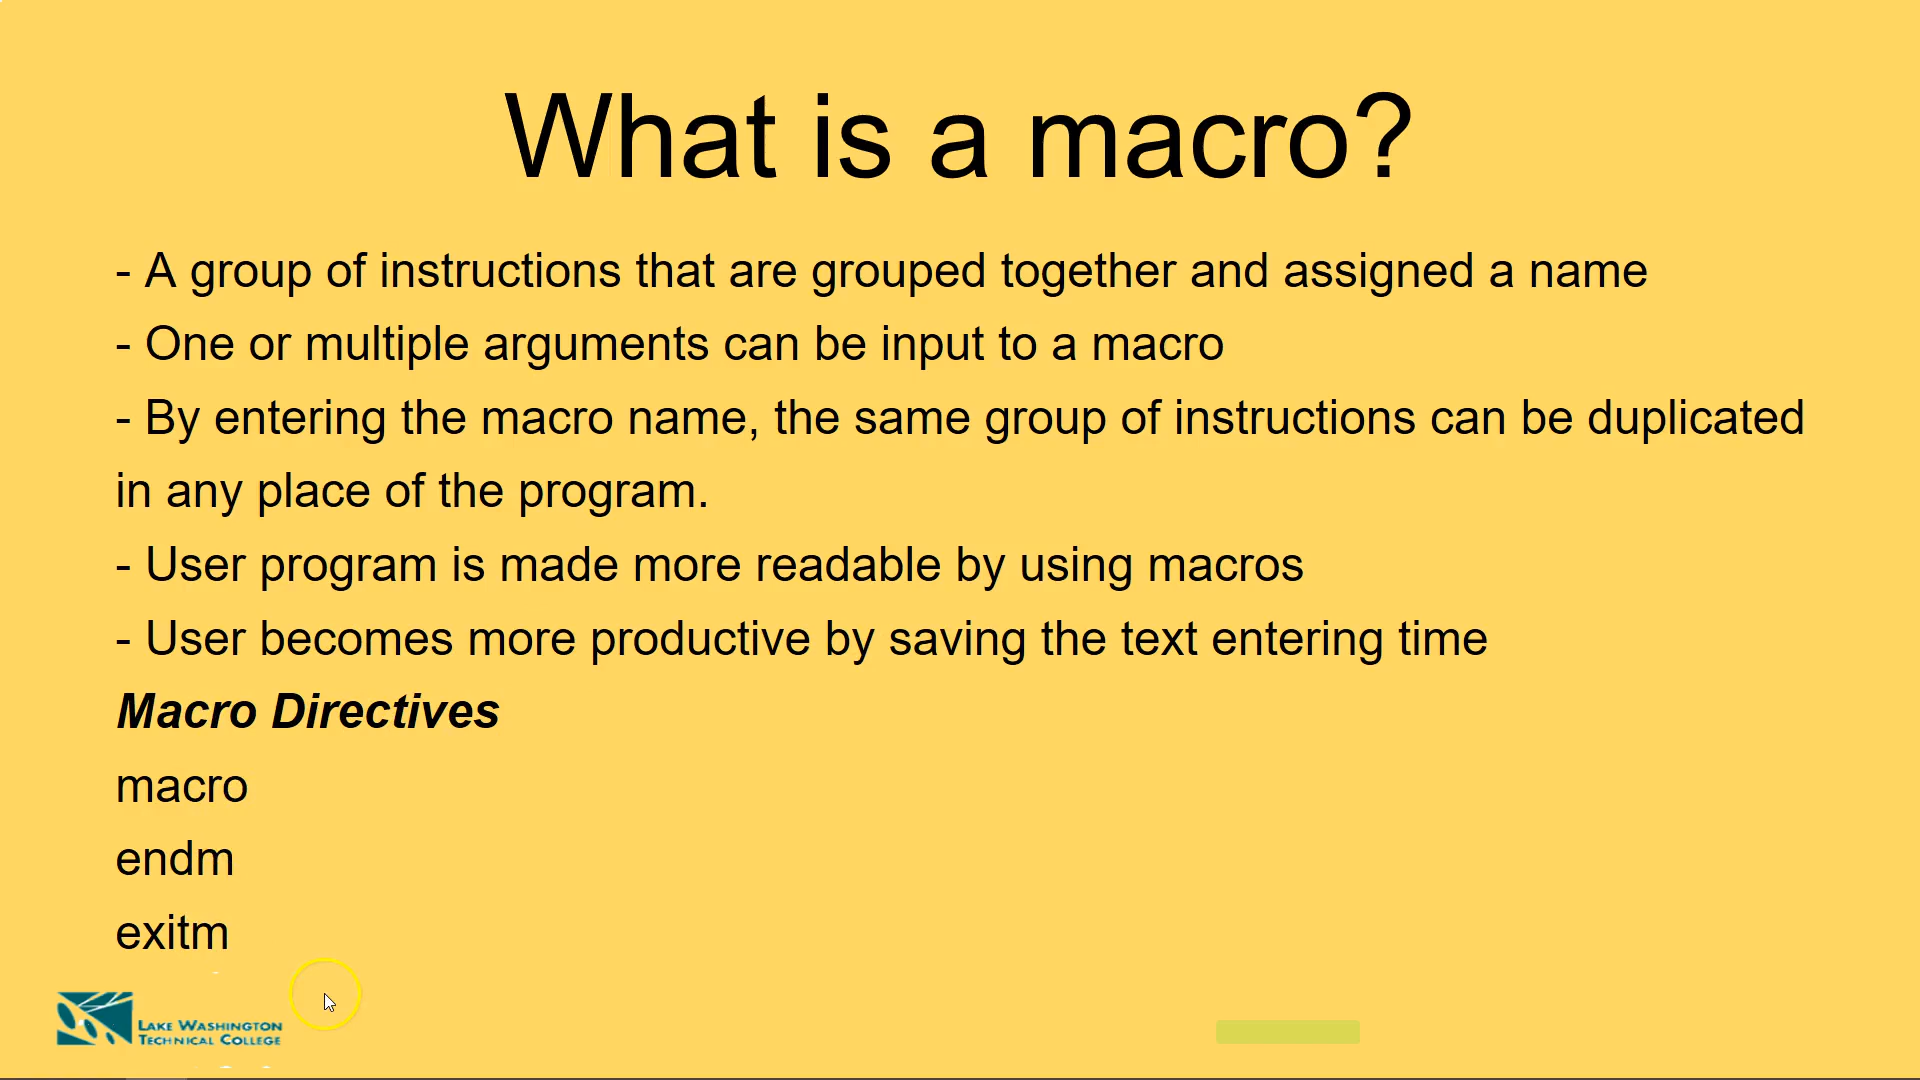 What is a macro?
- A group of instructions that are grouped together and assigned a name
- One or multiple arguments can be input to a macro
- By entering the macro name, the same group of instructions can be duplicated
in any place of the program.
- User program is made more readable by using macros
- User becomes more productive by saving the text entering time
Macro Directives
macro
endm
exitm
LAKE WASHINGTON
TECHNICAL COLLEGE